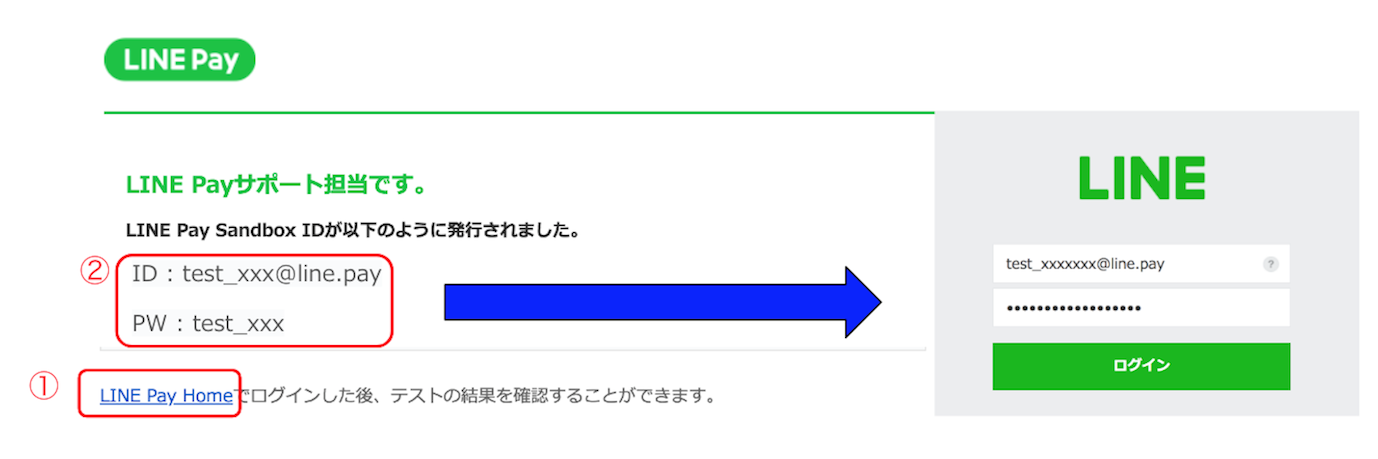 LINE Pay
LINE Payサポート担当です。
LINE Pay Sandbox IDが以下のように発行されました。
②
ID : test_xxx@line.pay
PW : test_xxx
①
LINE Pay Homeでログインした後、テストの結果を確認することができます。
LINE
test_xxxxxxx@line.pay
?
••••••••••••••••••
ログイン